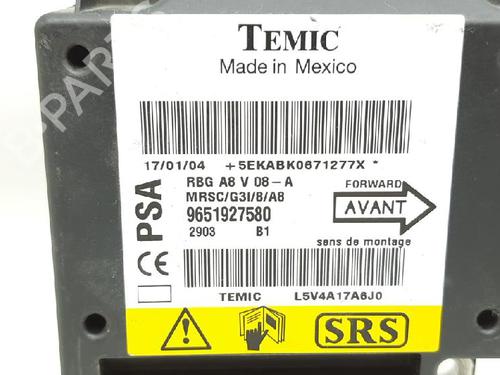 TEMIC
Made in Mexico
17/01/04 +5EKABK0671277X *
PSA
RBG A8 V 08-A
MRSC/G3I/8/A8
9651927580
2903 B1
FORWARD
AVANT
sens de montage
CE
TEMIC L5V4A17A6J0
SRS